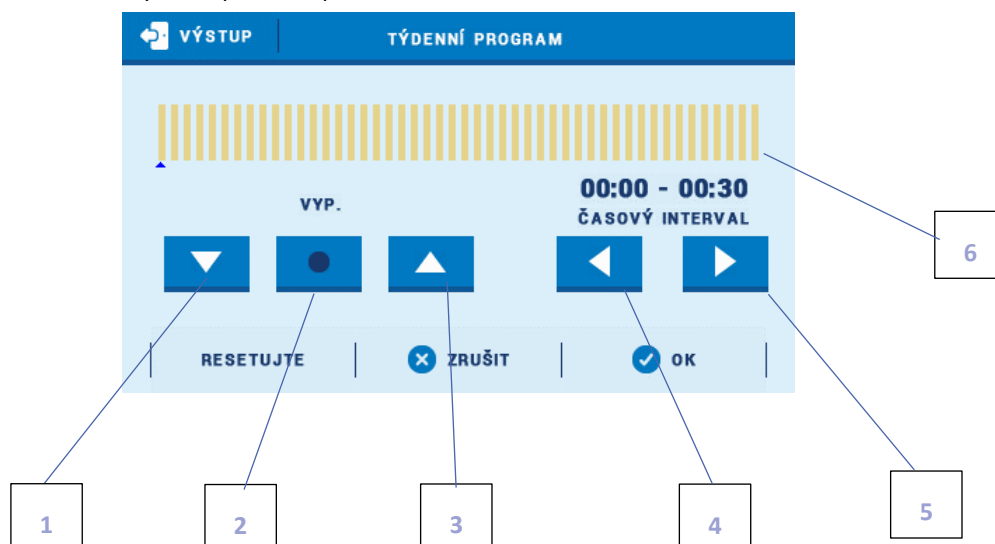 VÝSTUP
TÝDENNÍ PROGRAM
VYP.
00:00 - 00:30
ČASOVÝ INTERVAL
6
RESETUJTE
ZRUŠIT
OK
1
2
3
4
5